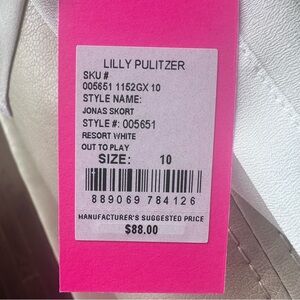 LILLY PULITZER
SKU #
005651 1152GX 10
STYLE NAME:
JONAS SKORT
STYLE #: 005651
RESORT WHITE
OUT TO PLAY
SIZE: 10
889069 784126
MANUFACTURER'S SUGGESTED PRICE
$88.00